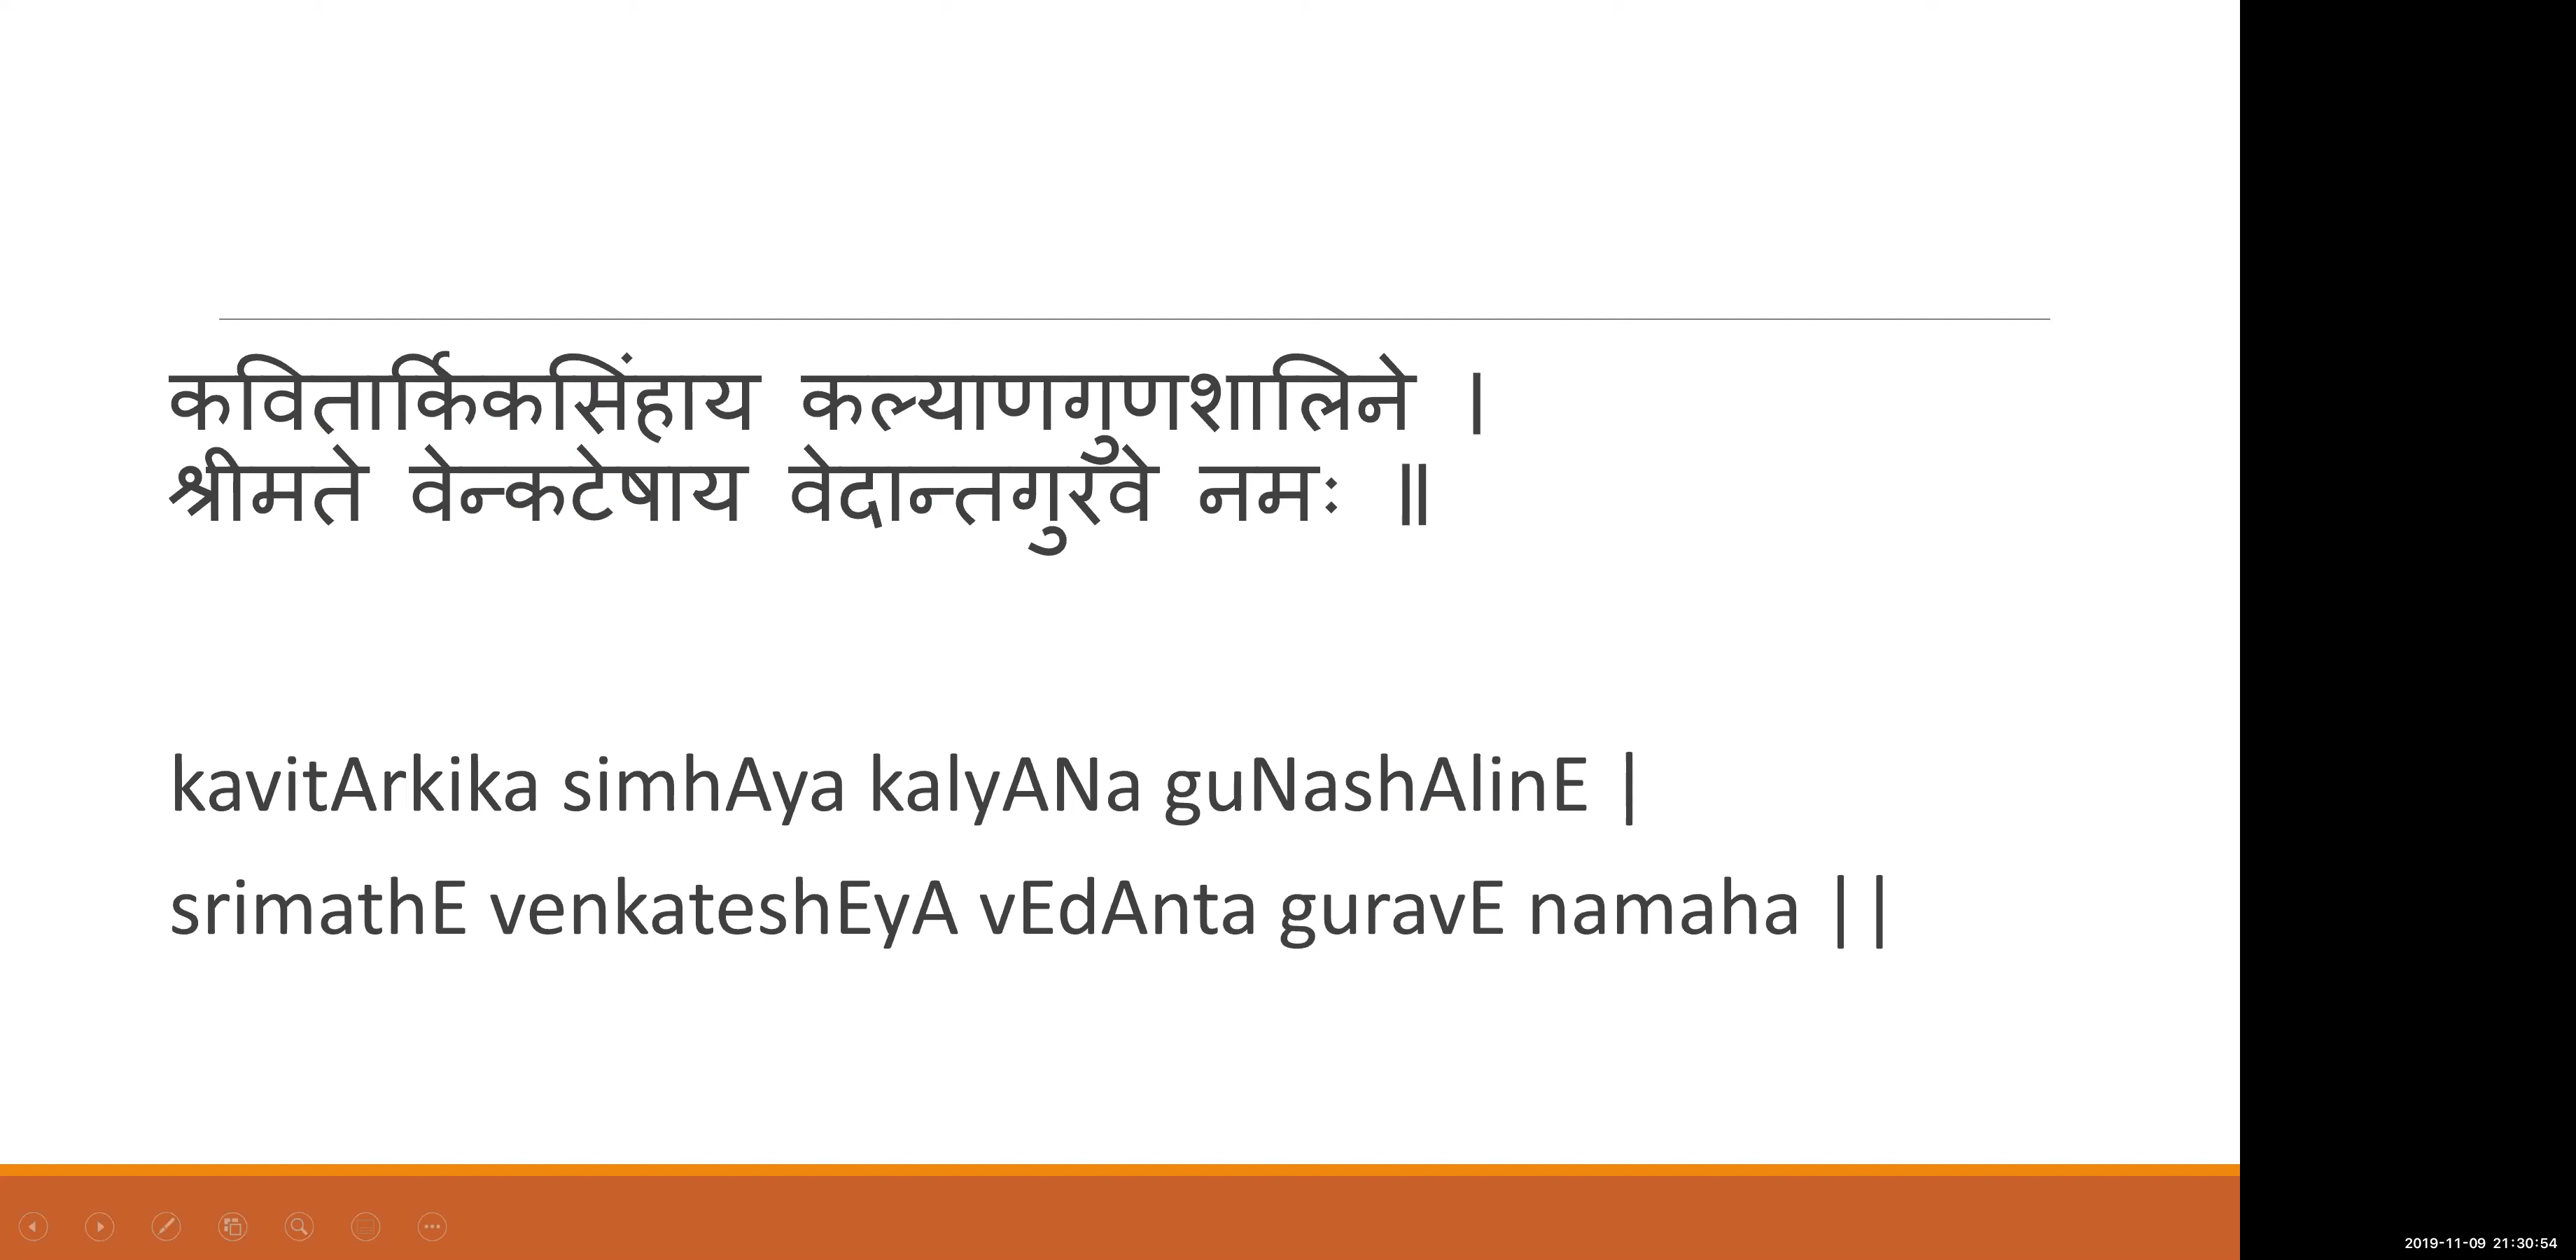 कवितार्किकसिंहाय कल्याणगुणशालिने |
श्रीमते वेन्कटेषाय वेदान्तगुरवे नमः ॥
kavitArkika simhAya kalyANa guNashAlinE |
srimathE venkateshEyA vEdAnta guravE namaha ||
2019-11-09 21:30:54